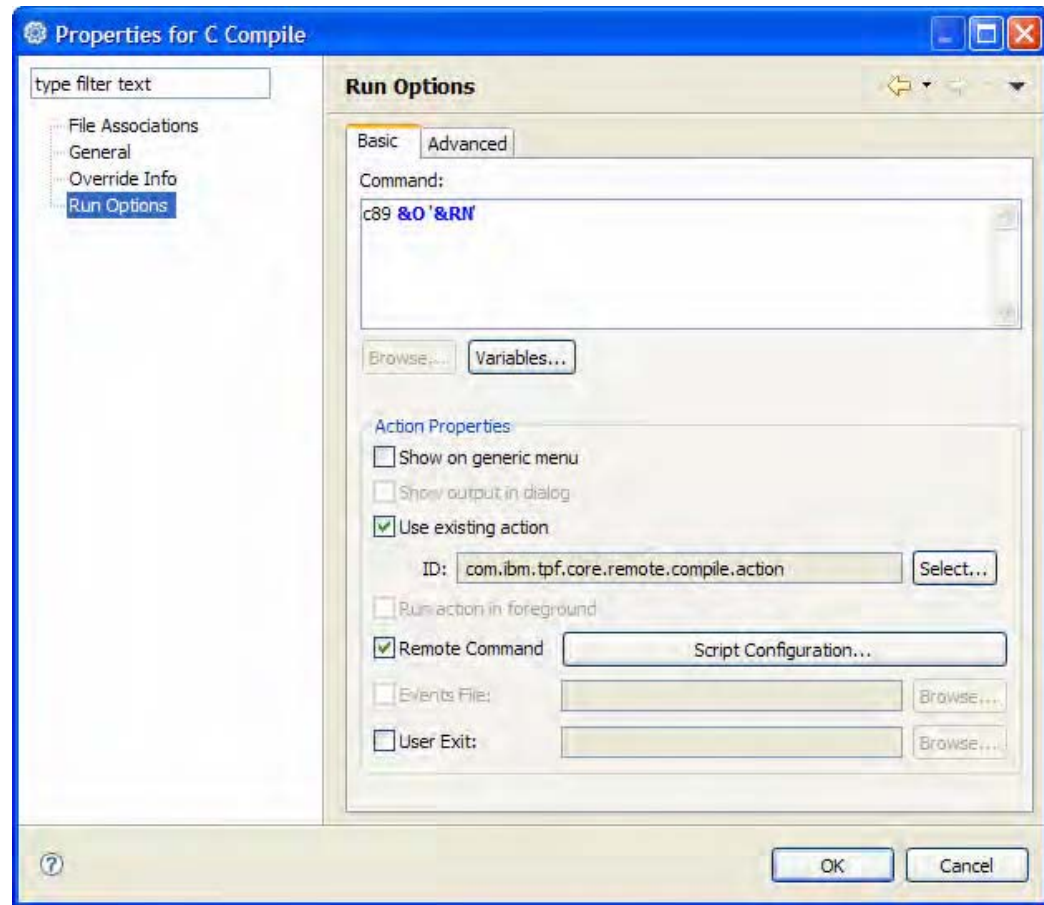 Properties for C Compile
type filter text
File Associations
General
Override Info
Run Options
Run Options
Basic Advanced
Command:
c89 &O '&RN'
Browse... Variables...
Action Properties
Show on generic menu
Show output in dialog
Use existing action
ID: com.ibm.tpf.core.remote.compile.action Select...
Run action in foreground
Remote Command Script Configuration...
Events File: Browse...
User Exit: Browse...
? OK Cancel